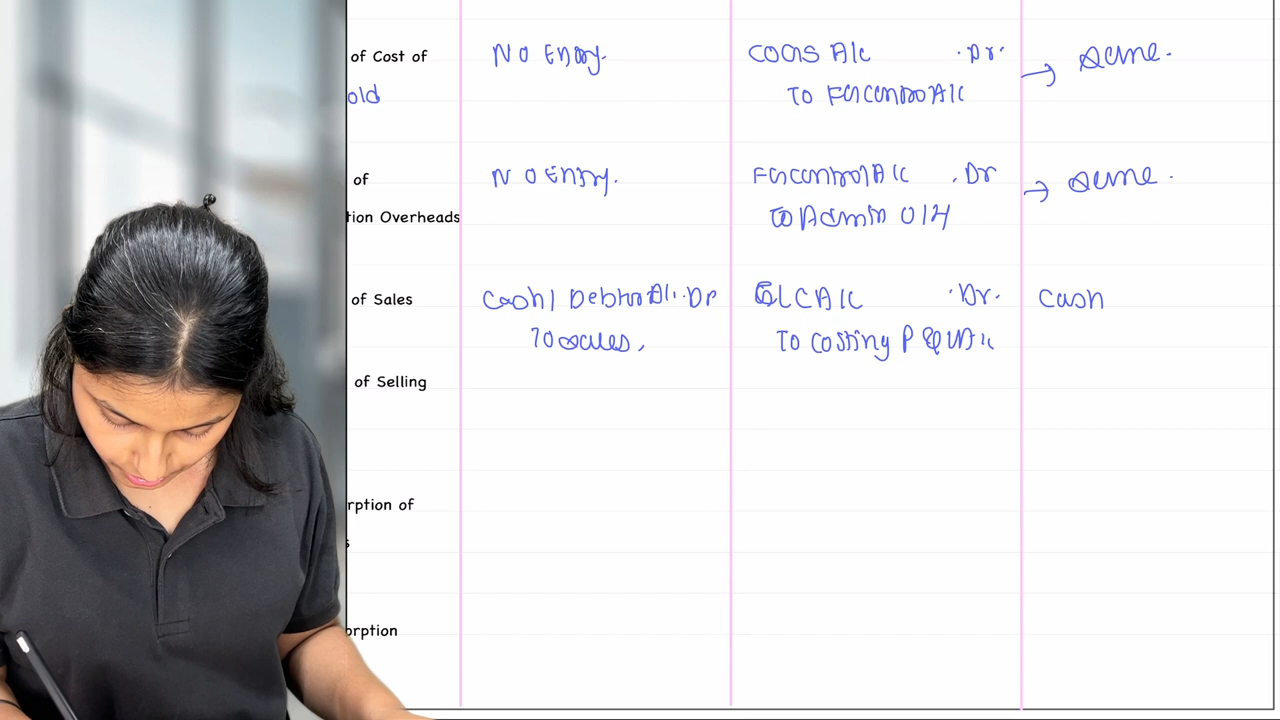 of Cost of
No Entry.
COGS A/c .Dr.
→ Same.
old
To FG Control A/c
of
No Entry.
FG Control A/c .Dr
→ Same.
tion Overheads
To Admin O/H
of Sales
Cash / Debtor A/c. Dr
GLC A/c .Dr.
Cash
To Sales,
To Costing P & L A/c
of Selling
rption of
s
orption